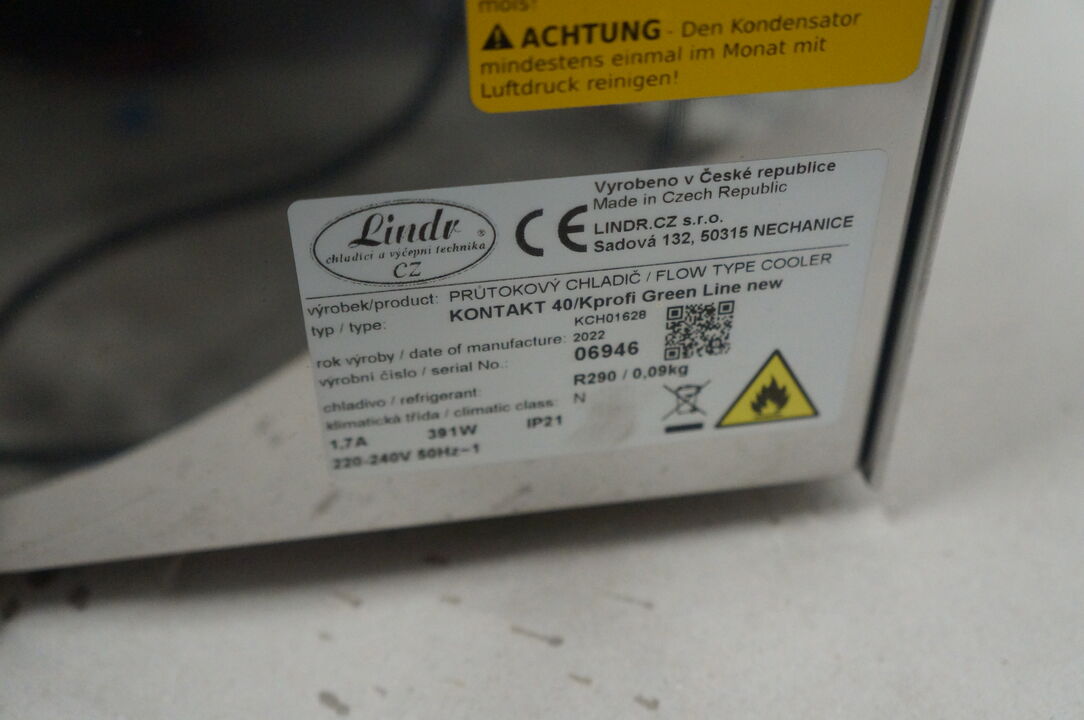 mois!
ACHTUNG - Den Kondensator
mindestens einmal im Monat mit
Luftdruck reinigen!
Lindr ®
chladicí a výčepní technika
CZ
CE
Vyrobeno v České republice
Made in Czech Republic
LINDR.CZ s.r.o.
Sadová 132, 50315 NECHANICE
výrobek/product: PRŮTOKOVÝ CHLADIČ / FLOW TYPE COOLER
typ / type: KONTAKT 40/Kprofi Green Line new
KCH01628
rok výroby / date of manufacture: 2022
výrobní číslo / serial No.: 06946
chladivo / refrigerant: R290 / 0,09kg
klimatická třída / climatic class: N
1.7A 391W IP21
220-240V 50Hz~1